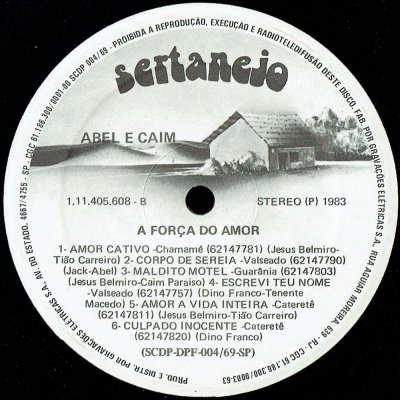 PROIBIDA A REPRODUÇÃO, EXECUÇÃO E RADIOTELEDIFUSÃO DESTE DISCO. FAB. POR GRAVAÇÕES ELÉTRICAS S.A. RUA AGUIAR MOREIRA, 639 - RJ - CGC 61.186.300/0003-63
PROD. E DISTR. POR GRAVAÇÕES ELÉTRICAS S.A. AV. DO ESTADO, 4667/4755 - SP - CGC 61.186.300/0001-00 SCDP 004/69 -
sertanejo
ABEL E CAIM
1.11.405.608 - B
STEREO (P) 1983
A FORÇA DO AMOR
1- AMOR CATIVO -Chamamé (62147781) (Jesus Belmiro-
Tião Carreiro) 2- CORPO DE SEREIA -Valseado (62147790)
(Jack-Abel) 3- MALDITO MOTEL -Guarânia (62147803)
(Jesus Belmiro-Caim Paraiso) 4- ESCREVI TEU NOME
-Valseado (62147757) (Dino Franco-Tenente
Macedo) 5- AMOR A VIDA INTEIRA -Cateretê
(62147811) (Jesus Belmiro-Tião Carreiro)
6- CULPADO INOCENTE -Cateretê
(62147820) (Dino Franco)
(SCDP-DPF-004/69-SP)